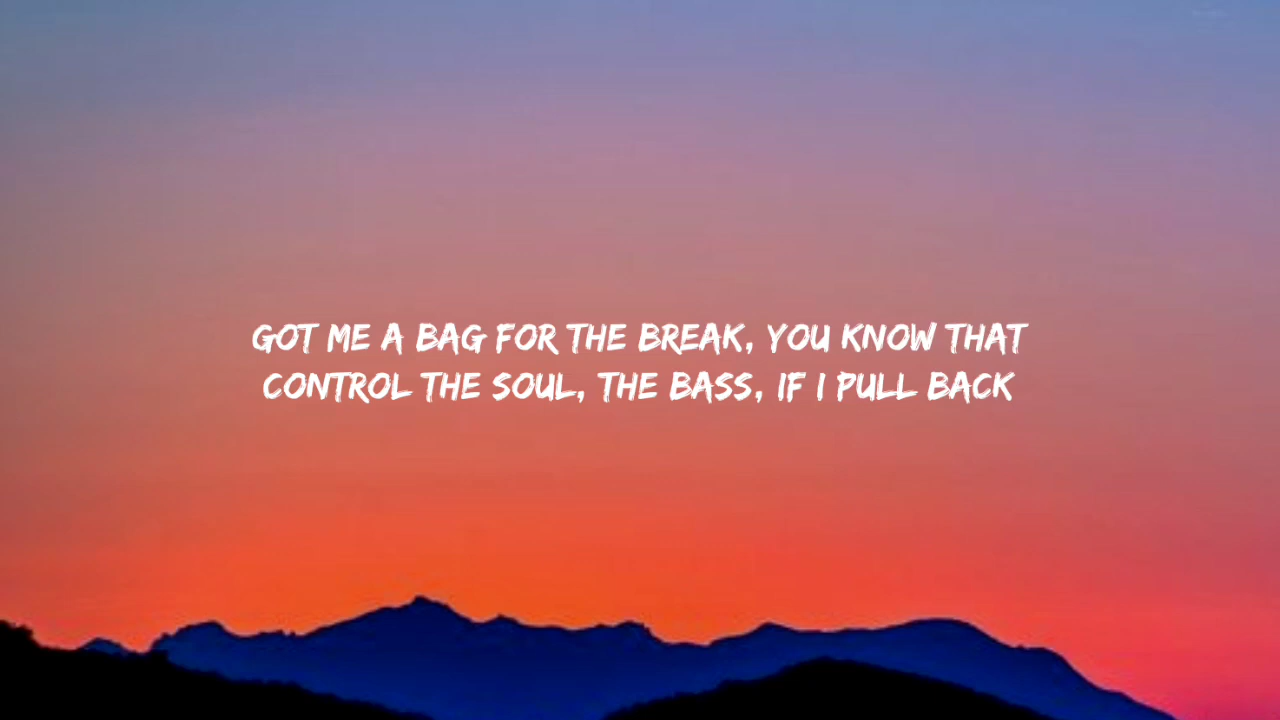 GOT ME A BAG FOR THE BREAK, YOU KNOW THAT
CONTROL THE SOUL, THE BASS, IF I PULL BACK